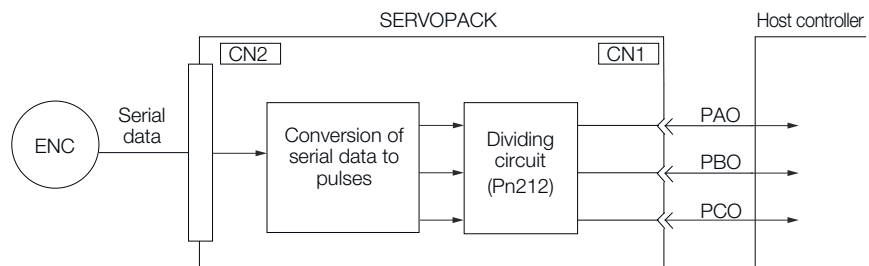 SERVOPACK
Host controller
CN2
CN1
ENC
Serial
data
Conversion of
serial data to
pulses
Dividing
circuit
(Pn212)
PAO
PBO
PCO